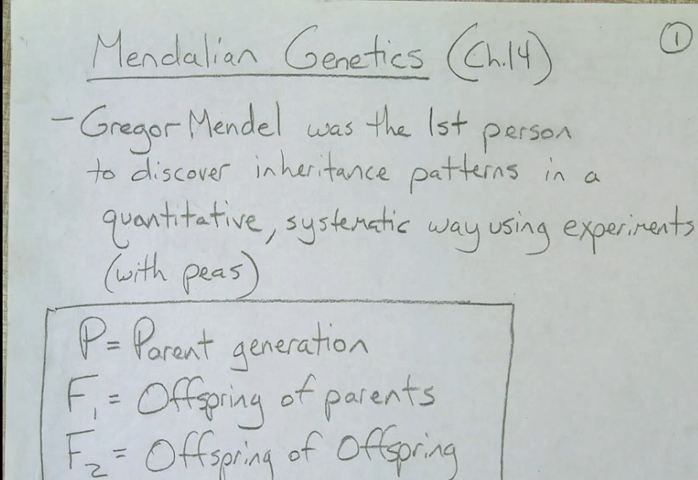 Mendalian Genetics (Ch.14)
①
- Gregor Mendel was the 1st person
to discover inheritance patterns in a
quantitative, systematic way using experiments
(with peas)
P = Parent generation
F₁ = Offspring of parents
F₂ = Offspring of Offspring